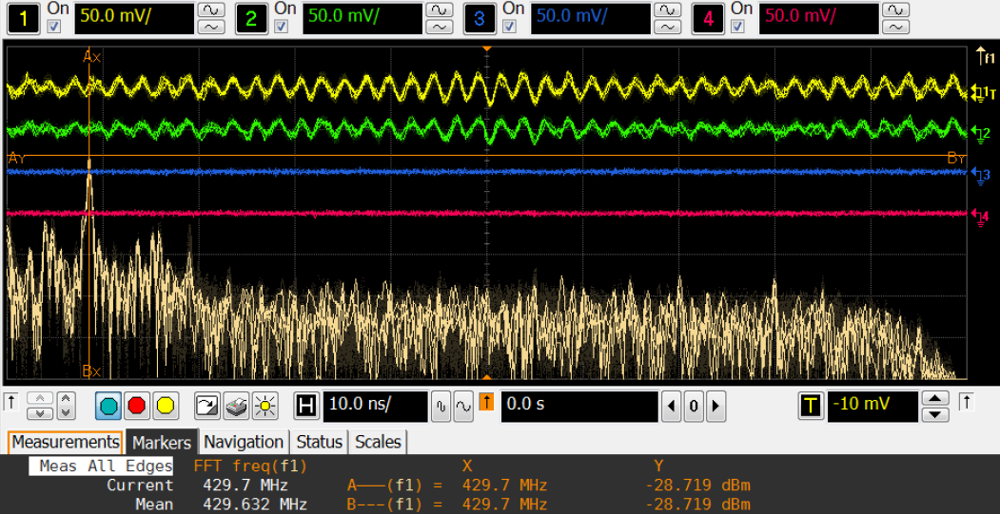 On On On On
1 50.0 mV/ 2 50.0 mV/ 3 50.0 mV/ 4 50.0 mV/
Ax
f1
1T
2
Ay By
3
4
Bx
H 10.0 ns/ 0.0 s 0 T -10 mV
Measurements Markers Navigation Status Scales
Meas All Edges FFT freq(f1) X Y
Current 429.7 MHz A———(f1) = 429.7 MHz -28.719 dBm
Mean 429.632 MHz B---(f1) = 429.7 MHz -28.719 dBm